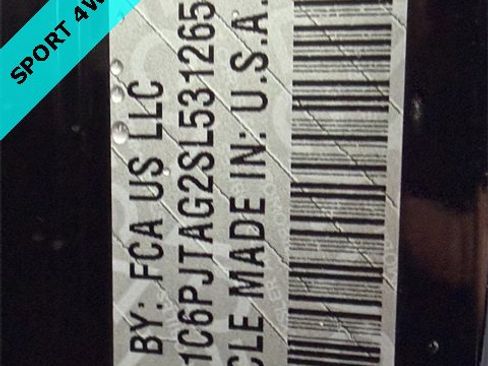 SPORT 4W
BY: FCA US LLC
1C6PJTAG2SL531265
CLE MADE IN: U.S.A.